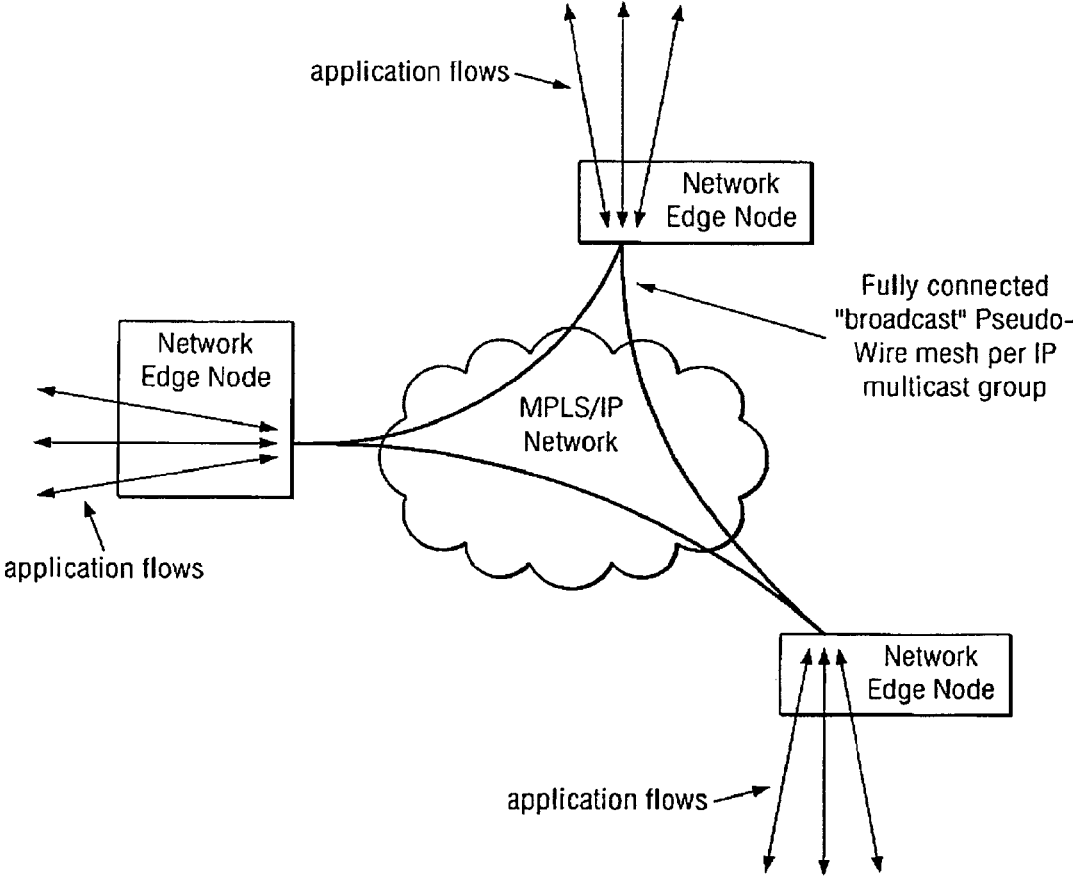 application flows
Network
Edge Node
Fully connected
"broadcast" Pseudo-
Wire mesh per IP
multicast group
Network
Edge Node
MPLS/IP
Network
application flows
Network
Edge Node
application flows